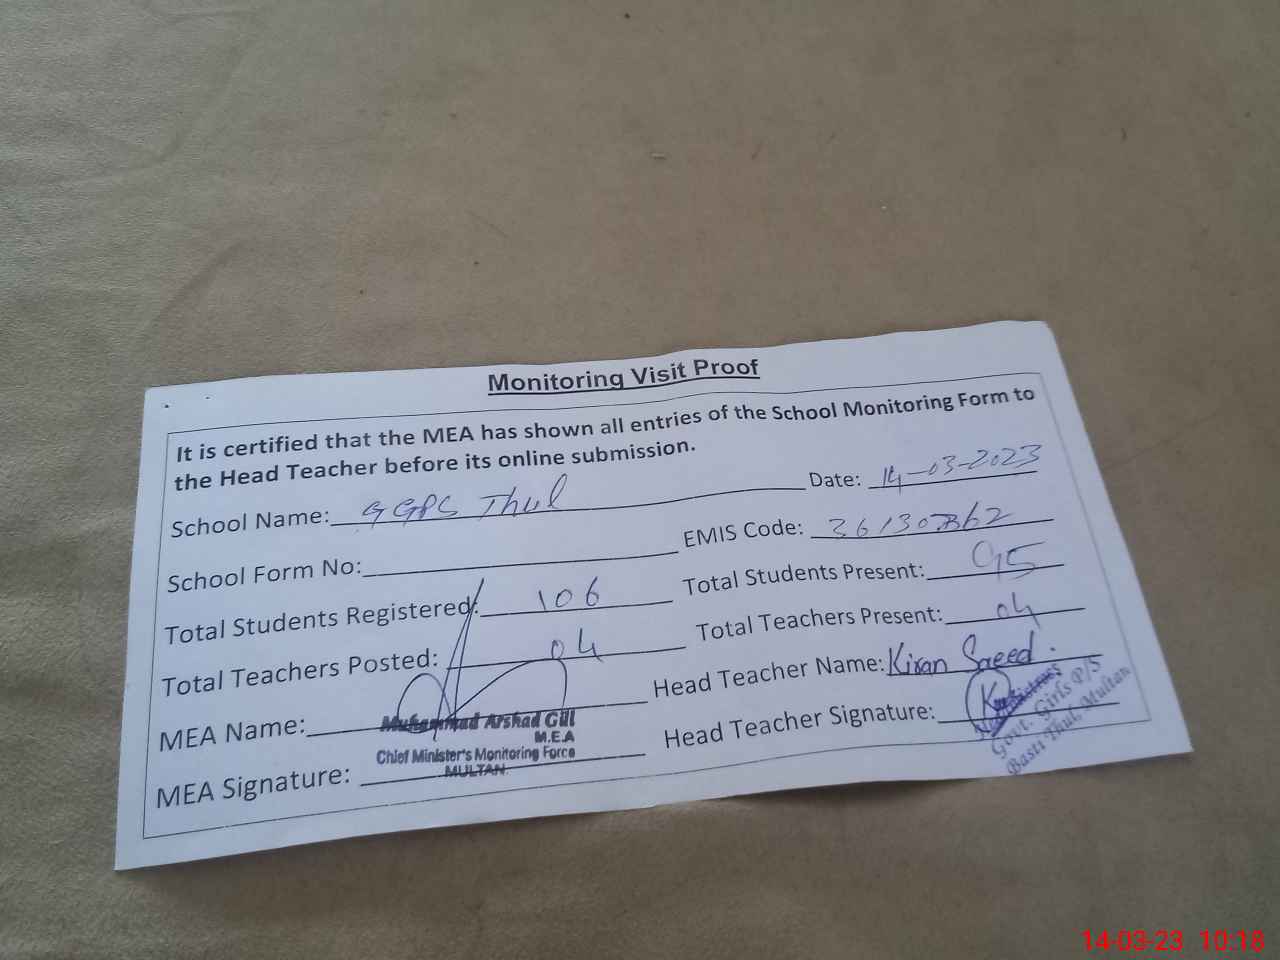 Monitoring Visit Proof
It is certified that the MEA has shown all entries of the School Monitoring Form to
the Head Teacher before its online submission.
School Name: GGPS Thul Date: 14-03-2023
School Form No: EMIS Code:
Total Students Registered: 106 Total Students Present: 95
Total Teachers Posted: 04 Total Teachers Present: 04
MEA Name: Head Teacher Name: Kiran Saeed.
Muhammad Arshad Gul
M.E.A
Chief Minister's Monitoring Force
MULTAN
MEA Signature: Head Teacher Signature:
Govt. Girls P/S
Basti Thul, Multan
14-03-23 10:18